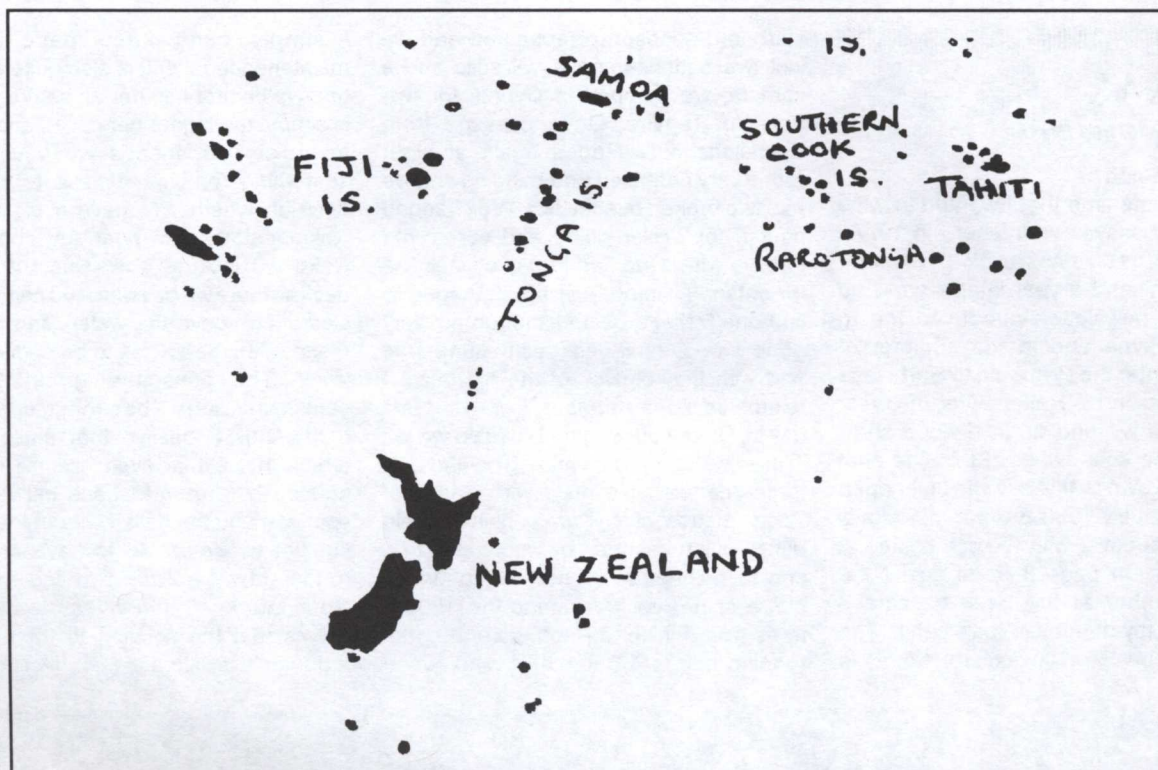 IS.
SAMOA
SOUTHERN
COOK
IS.
FIJI
IS.
TAHITI
TONGA IS.
RAROTONGA
NEW ZEALAND